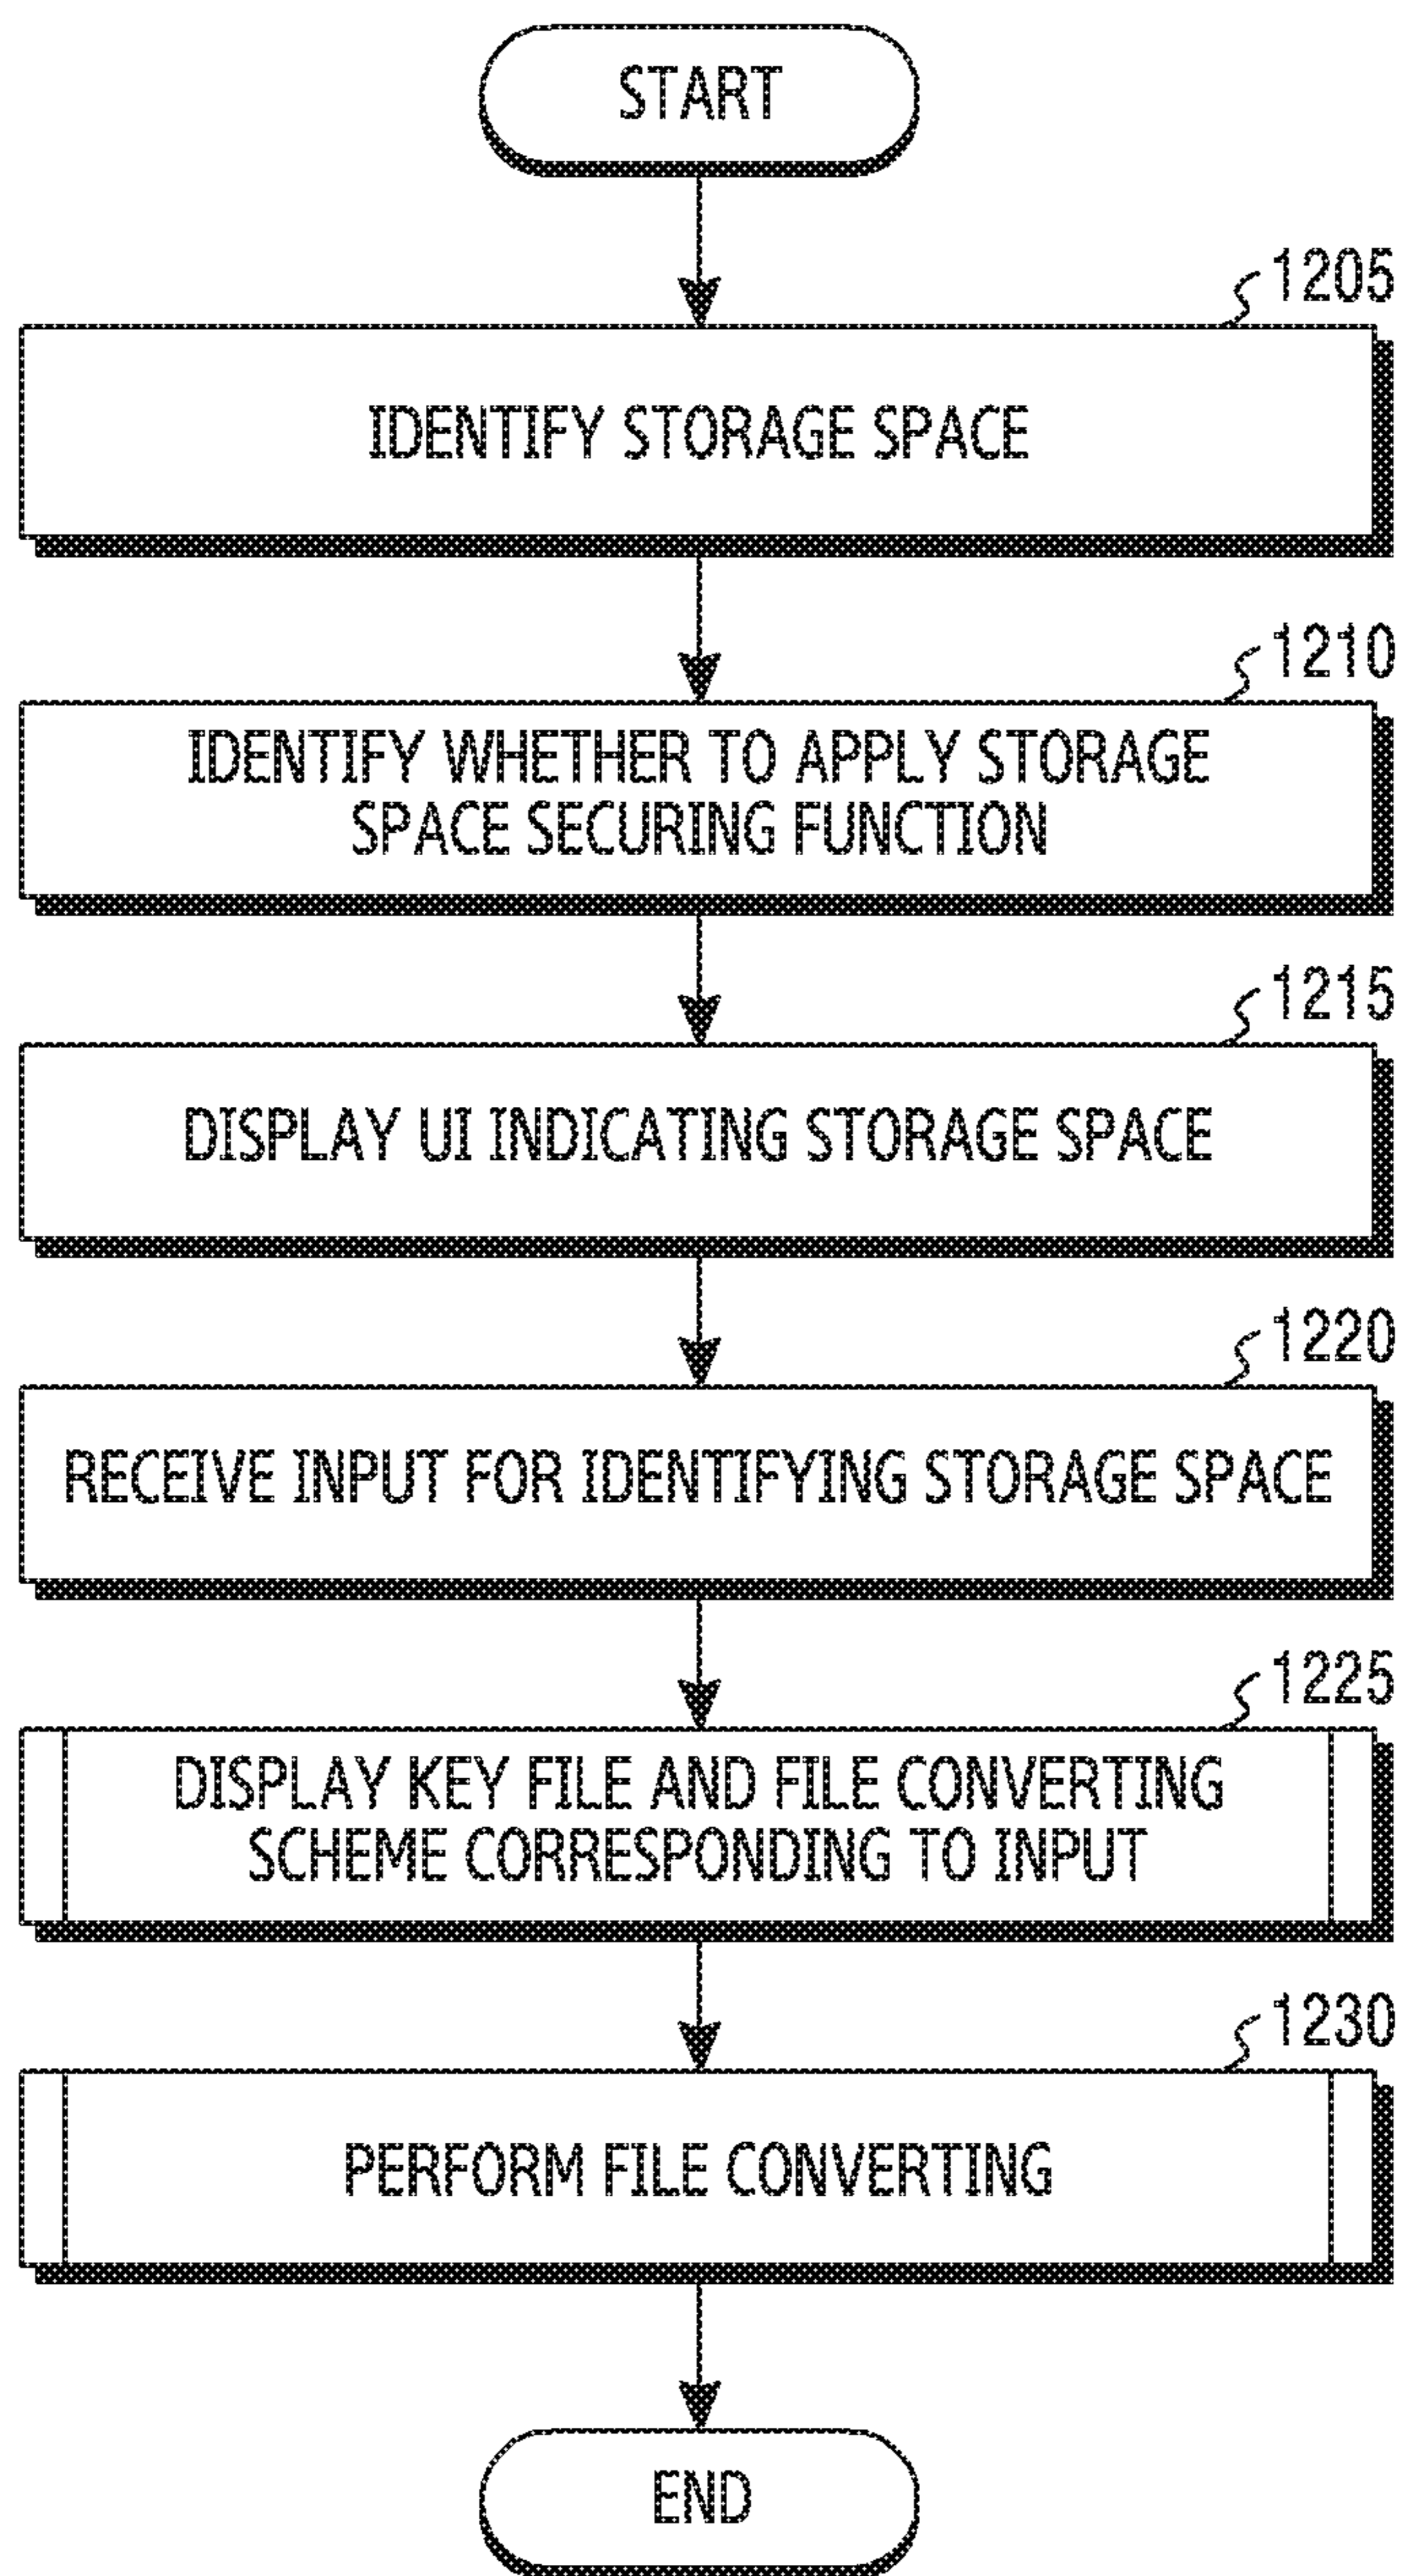 START
1205
IDENTIFY STORAGE SPACE
1210
IDENTIFY WHETHER TO APPLY STORAGE
SPACE SECURING FUNCTION
1215
DISPLAY UI INDICATING STORAGE SPACE
1220
RECEIVE INPUT FOR IDENTIFYING STORAGE SPACE
1225
DISPLAY KEY FILE AND FILE CONVERTING
SCHEME CORRESPONDING TO INPUT
1230
PERFORM FILE CONVERTING
END